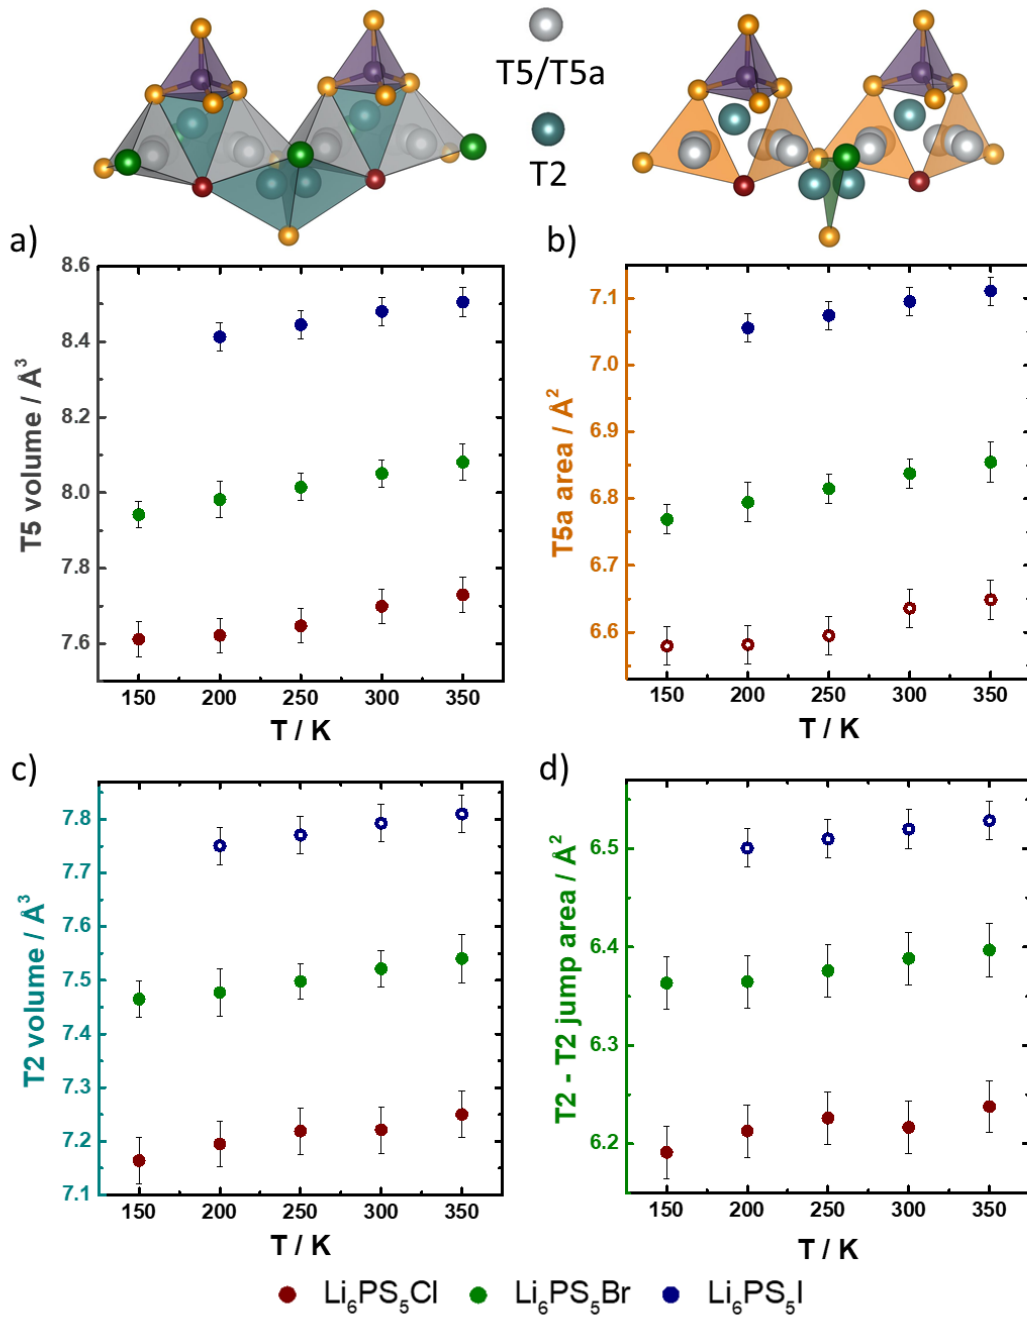 T5/T5a
T2
a)
8.6
8.4
8.2
8.0
7.8
7.6
T5 volume / Å³
150 200 250 300 350
T / K
b)
7.1
7.0
6.9
6.8
6.7
6.6
T5a area / Å²
150 200 250 300 350
T / K
c)
7.8
7.7
7.6
7.5
7.4
7.3
7.2
7.1
T2 volume / Å³
150 200 250 300 350
T / K
d)
6.5
6.4
6.3
6.2
T2 - T2 jump area / Å²
150 200 250 300 350
T / K
Li₆PS₅Cl Li₆PS₅Br Li₆PS₅I